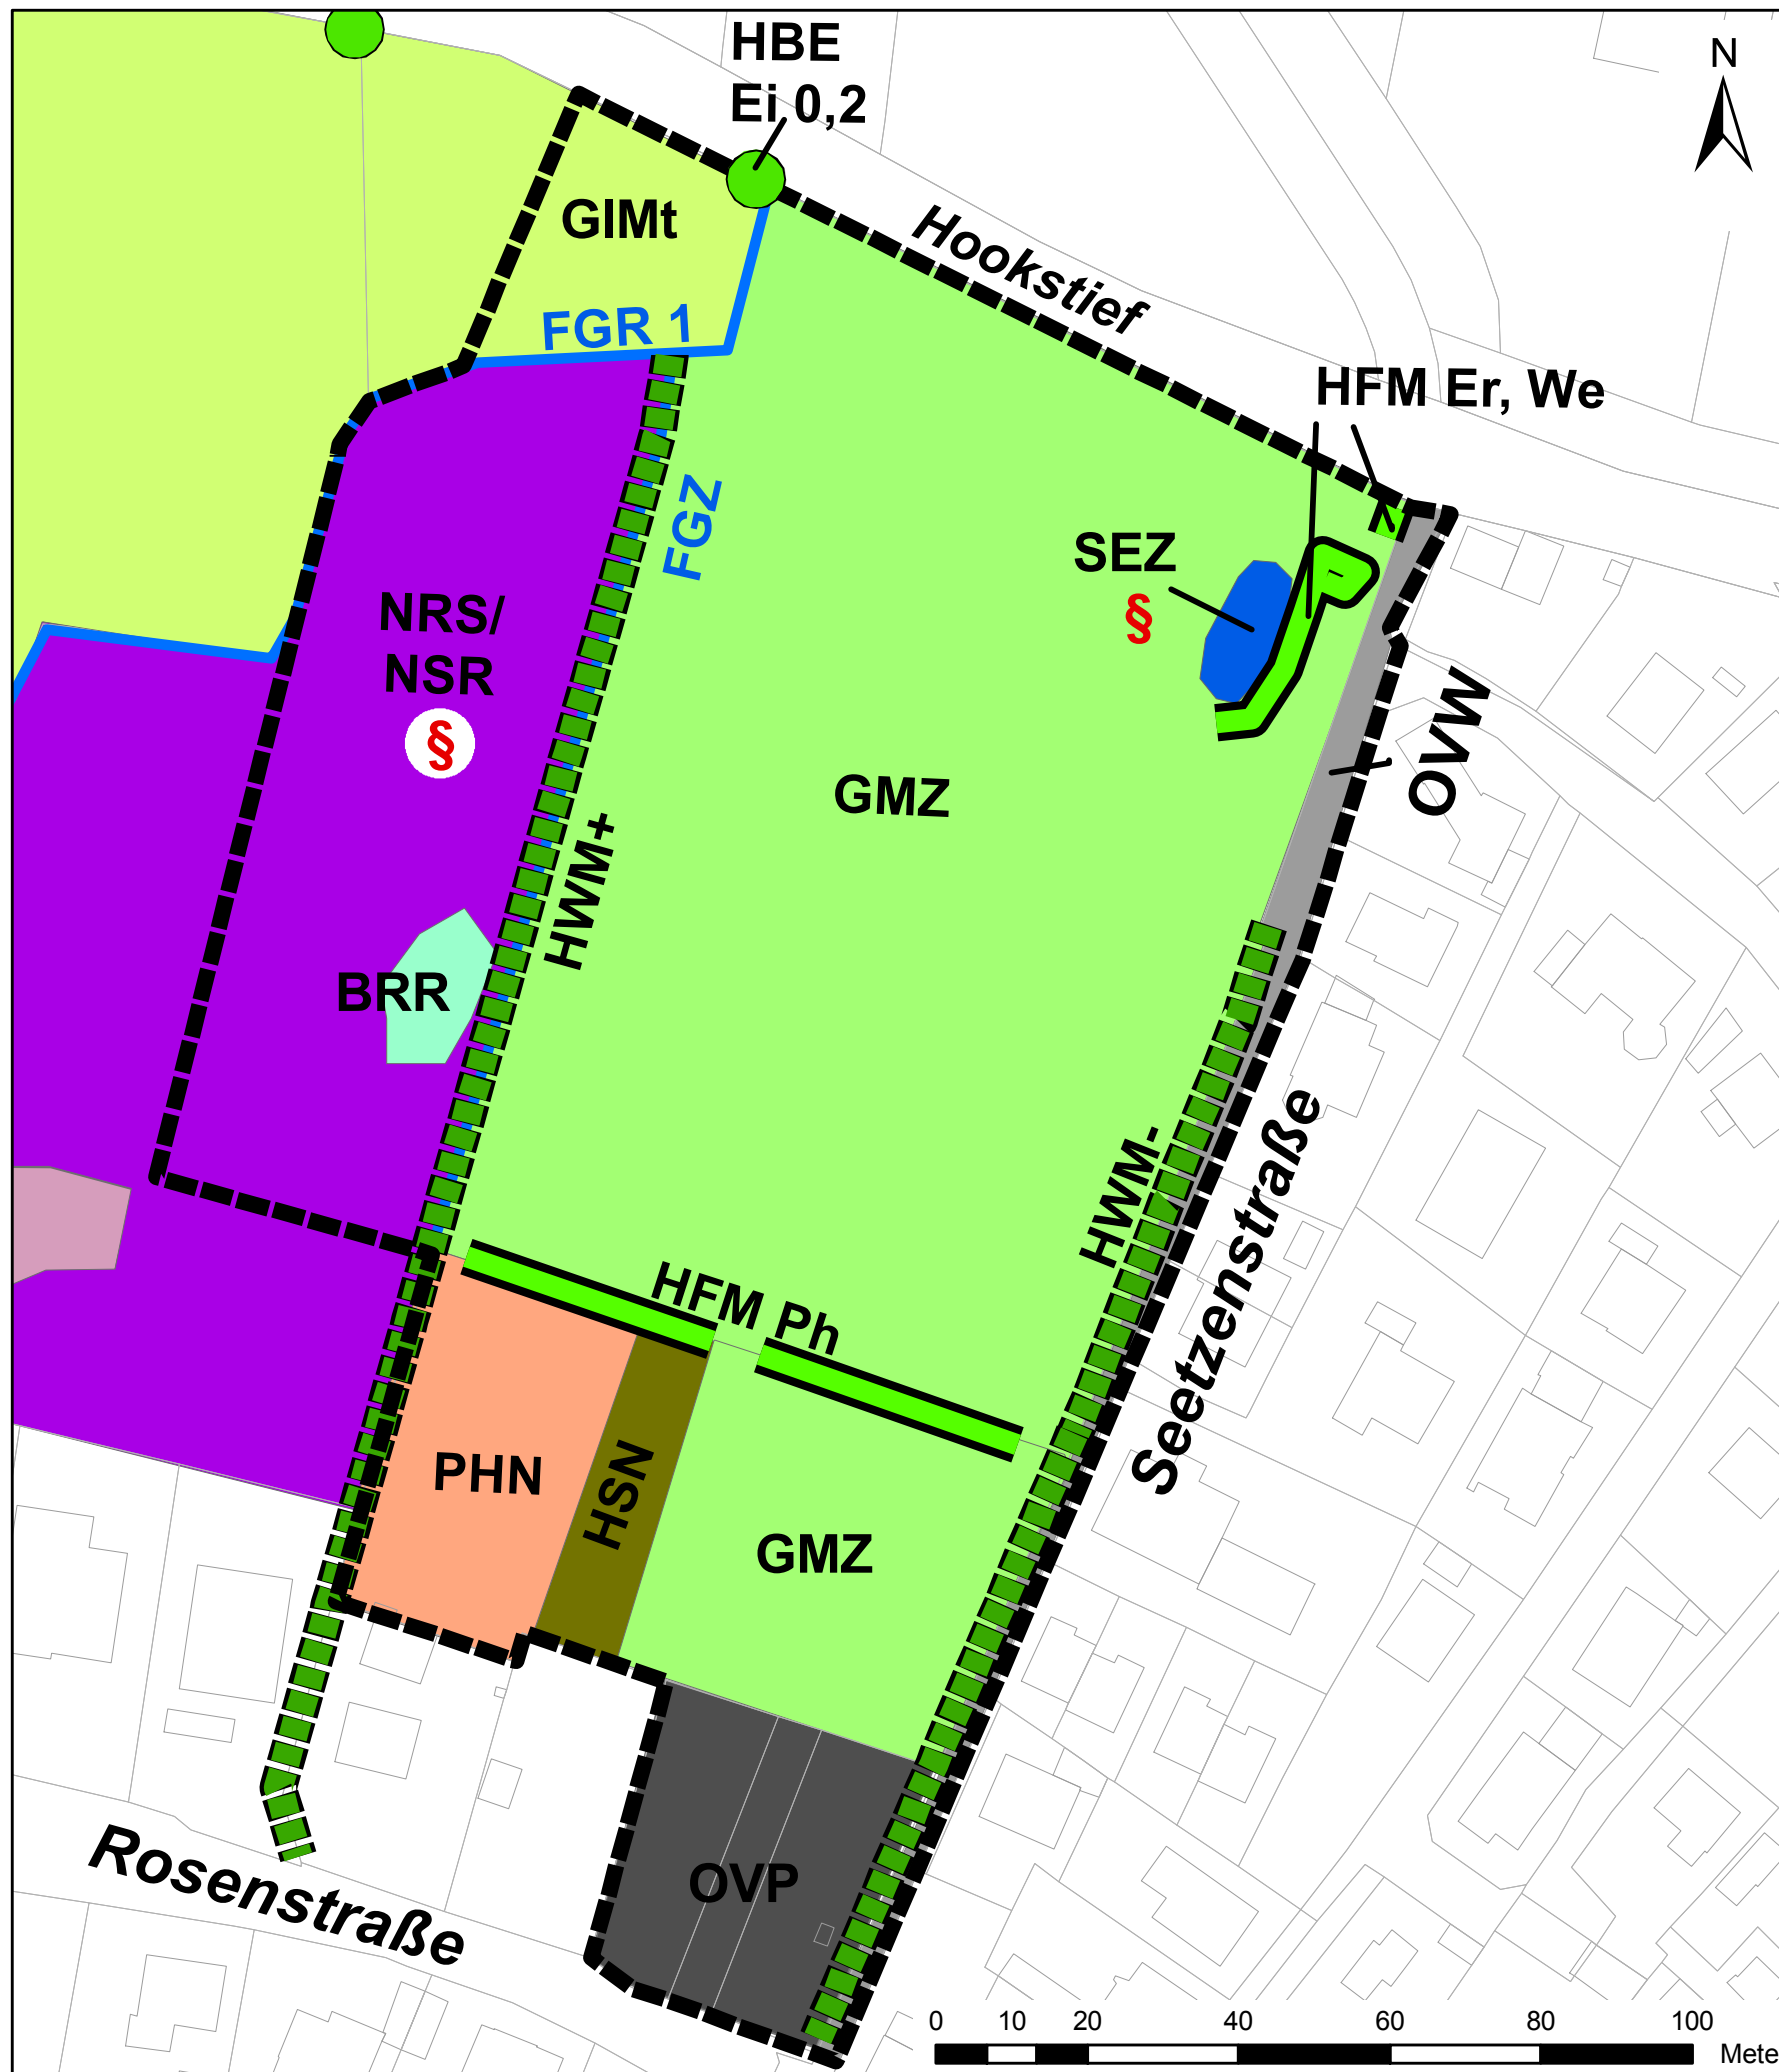 HBE
Ei 0,2
N
GIMt
Hookstief
FGR 1
HFM Er, We
FGZ
SEZ
§
NRS/
NSR
§
OVW
GMZ
HWM+
BRR
HWM-
Seetzenstraße
HFM Ph
PHN
HSN
GMZ
OVP
Rosenstraße
0 10 20 40 60 80 100
Mete